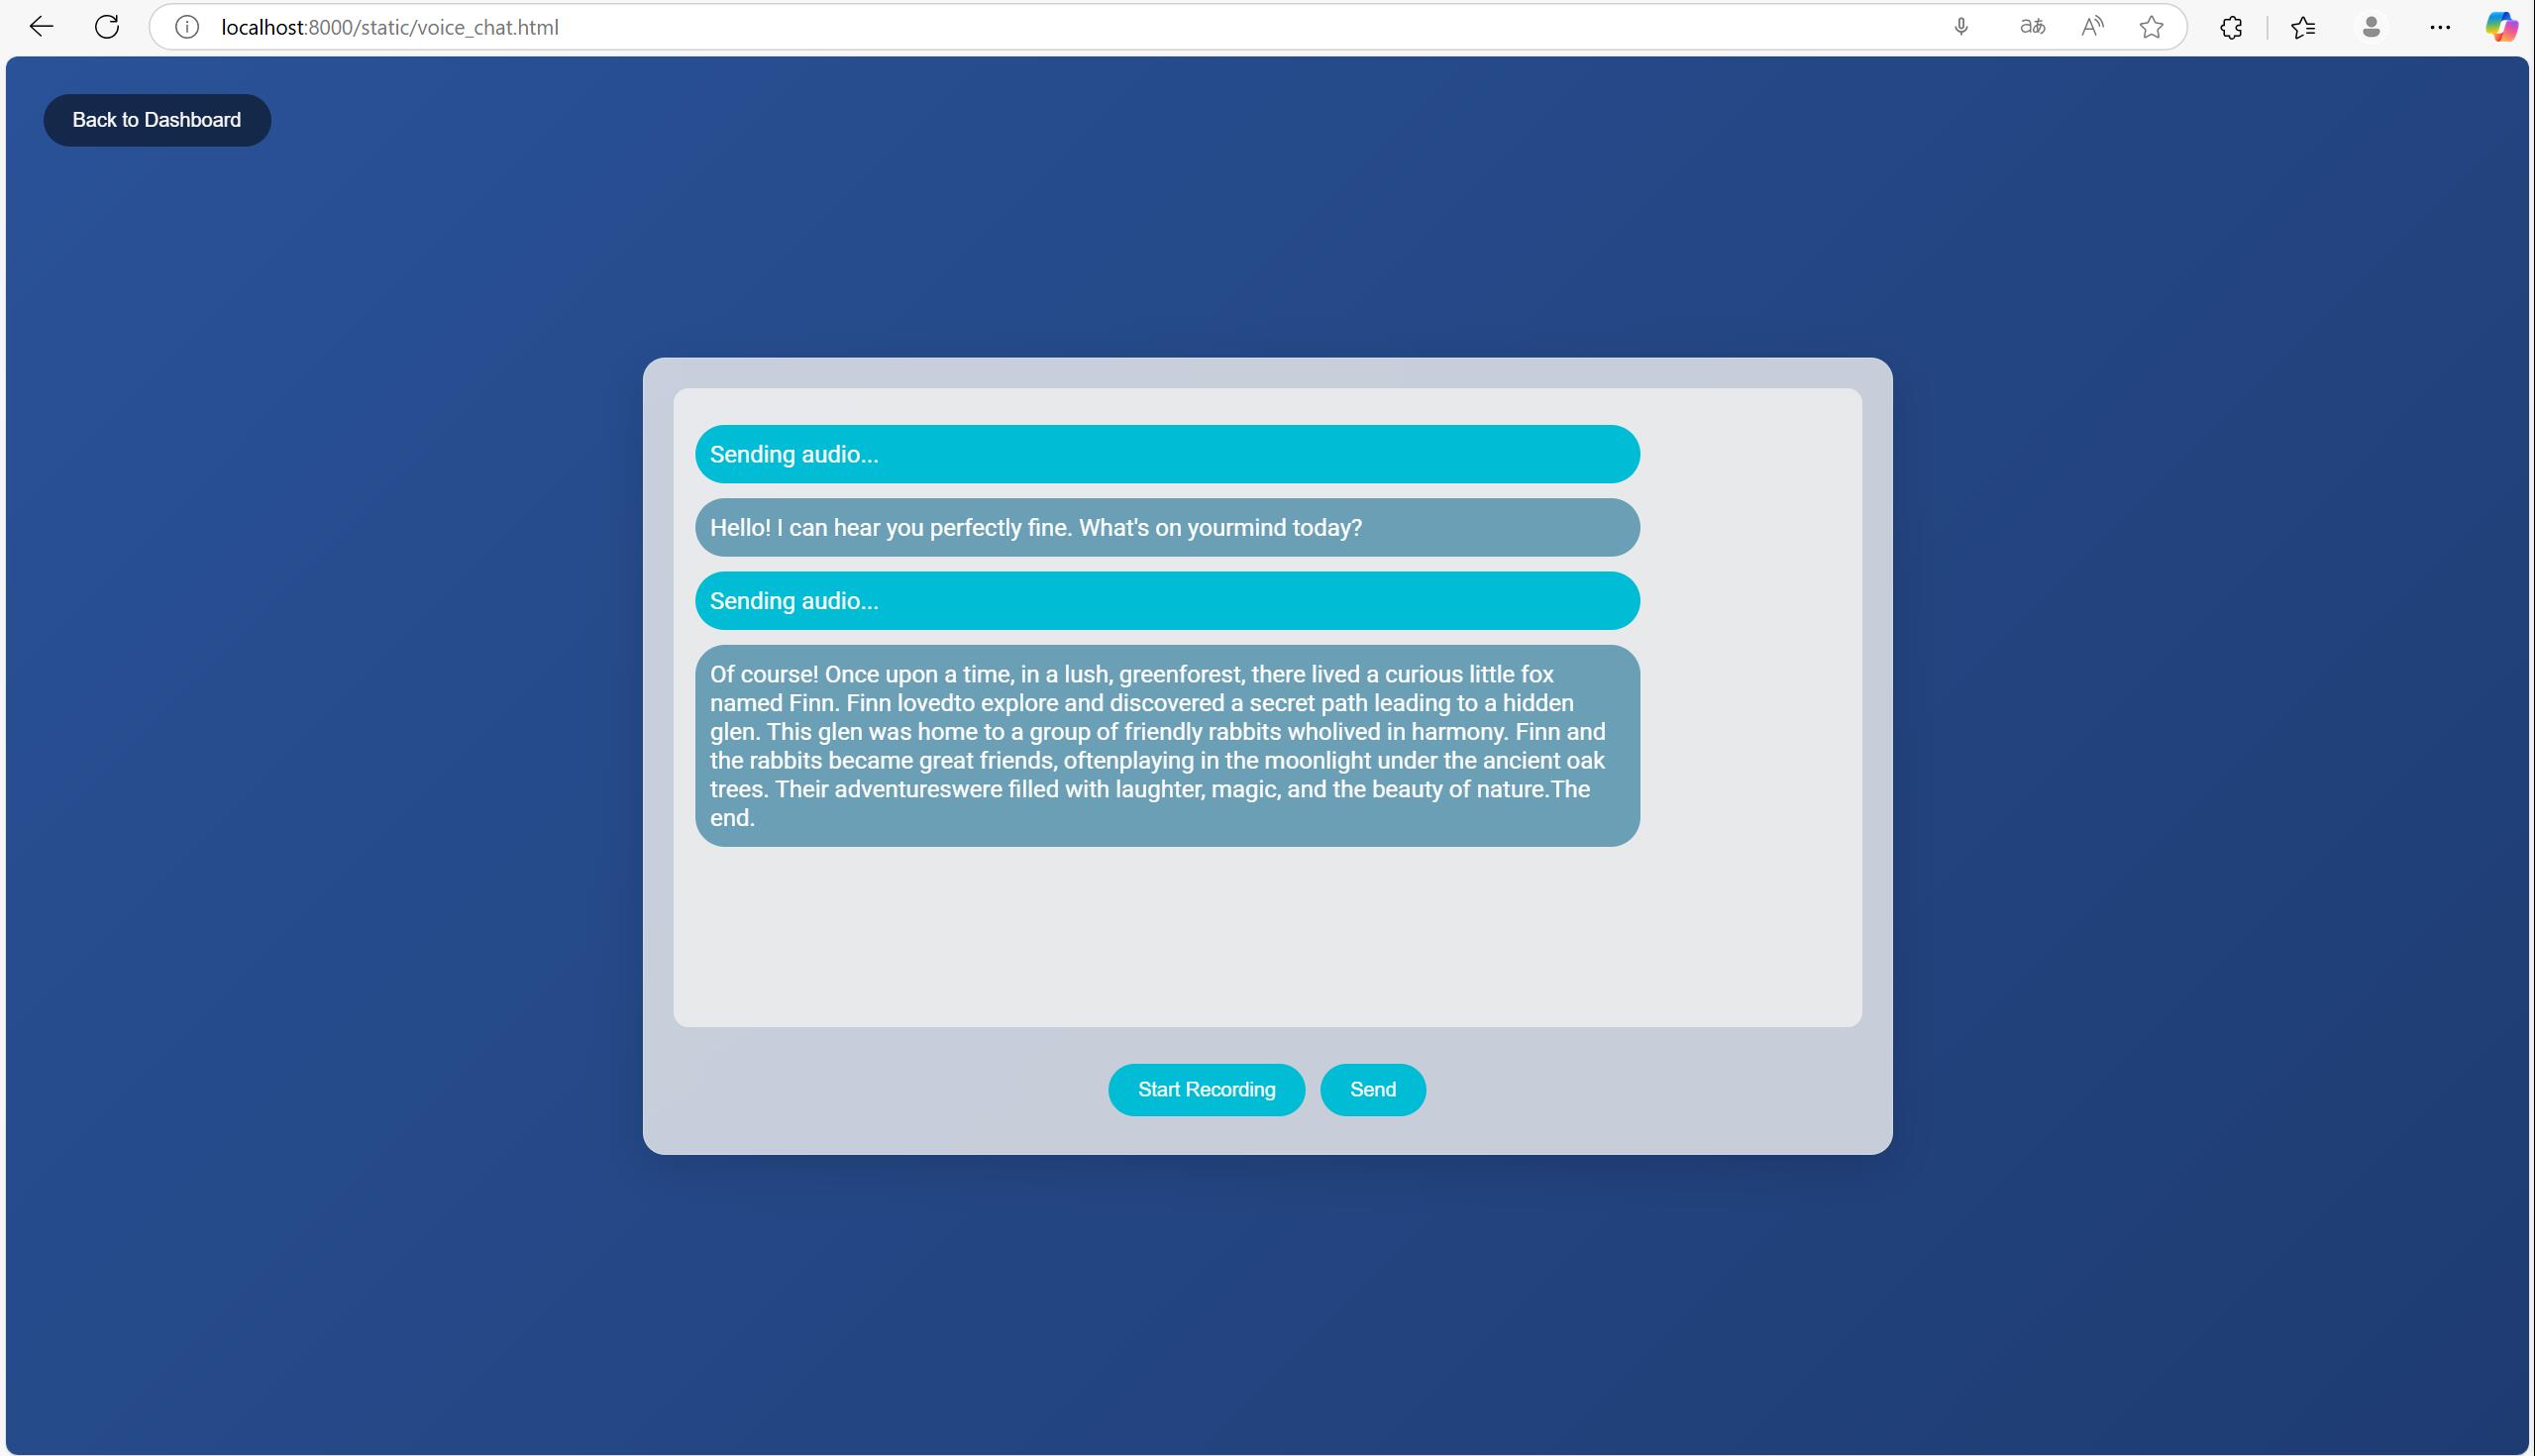 localhost:8000/static/voice_chat.html
aあ
A
Back to Dashboard
Sending audio...
Hello! I can hear you perfectly fine. What's on yourmind today?
Sending audio...
Of course! Once upon a time, in a lush, greenforest, there lived a curious little fox
named Finn. Finn lovedto explore and discovered a secret path leading to a hidden
glen. This glen was home to a group of friendly rabbits wholived in harmony. Finn and
the rabbits became great friends, oftenplaying in the moonlight under the ancient oak
trees. Their adventureswere filled with laughter, magic, and the beauty of nature.The
end.
Start Recording
Send